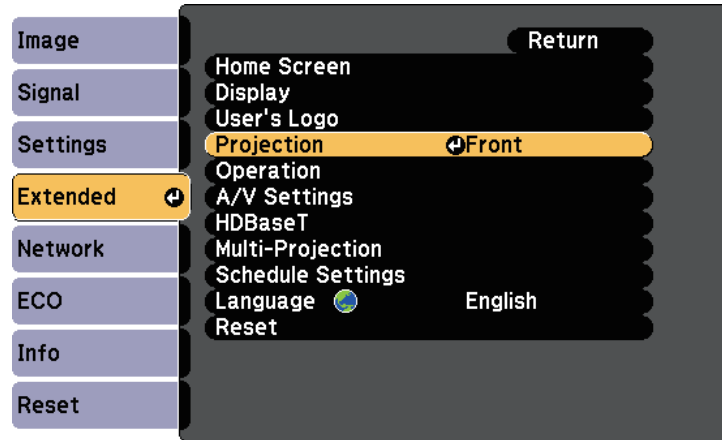 Image
Signal
Settings
Extended
Network
ECO
Info
Reset
Return
Home Screen
Display
User's Logo
Projection Front
Operation
A/V Settings
HDBaseT
Multi-Projection
Schedule Settings
Language English
Reset